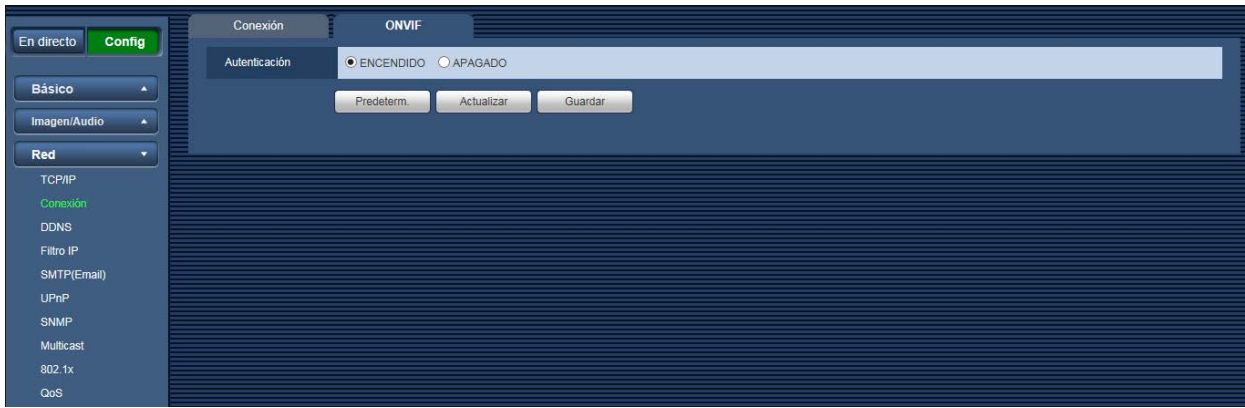 En directo Config
Básico
Imagen/Audio
Red
TCP/IP
Conexión
DDNS
Filtro IP
SMTP(Email)
UPnP
SNMP
Multicast
802.1x
QoS
Conexión ONVIF
Autenticación ENCENDIDO APAGADO
Predeterm. Actualizar Guardar